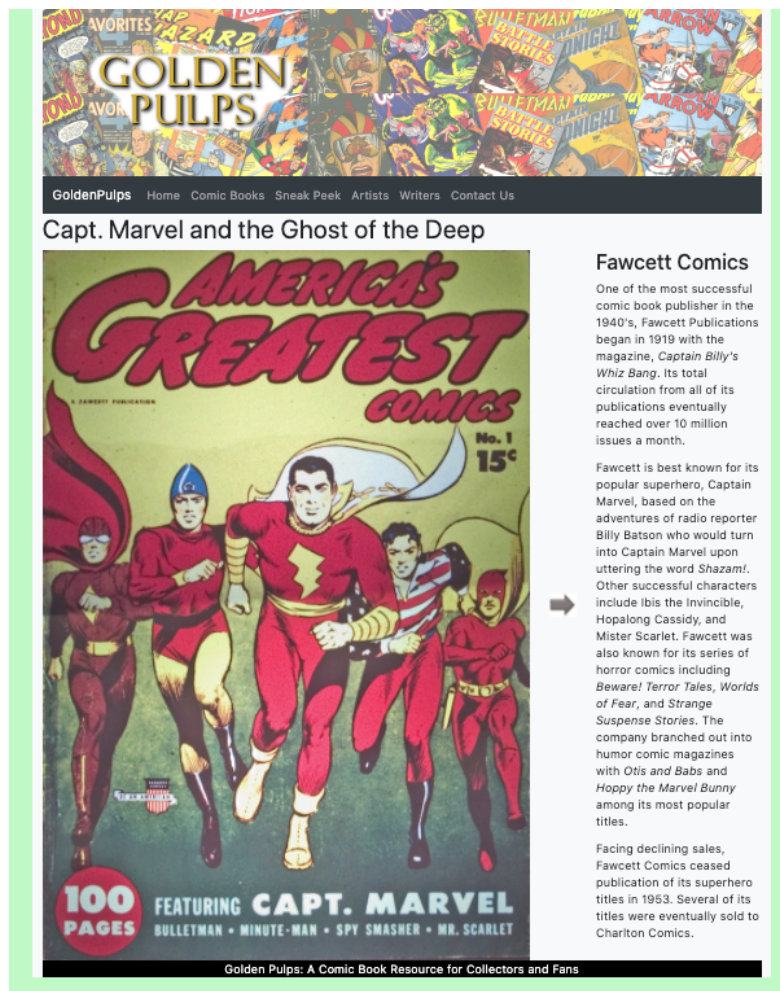 GOLDEN
PULPS
AVORITES
HAZARD
BULLETMAN
BATTLE
STORIES
ARROW
BULLETMAN
BATTLE
STORIES
ARROW
GoldenPulps Home Comic Books Sneak Peek Artists Writers Contact Us
Capt. Marvel and the Ghost of the Deep
AMERICA'S
GREATEST
COMICS
A FAWCETT PUBLICATION
No. 1
15¢
100
PAGES
FEATURING CAPT. MARVEL
BULLETMAN • MINUTE-MAN • SPY SMASHER • MR. SCARLET
Fawcett Comics
One of the most successful
comic book publisher in the
1940's, Fawcett Publications
began in 1919 with the
magazine, Captain Billy's
Whiz Bang. Its total
circulation from all of its
publications eventually
reached over 10 million
issues a month.
Fawcett is best known for its
popular superhero, Captain
Marvel, based on the
adventures of radio reporter
Billy Batson who would turn
into Captain Marvel upon
uttering the word Shazam!.
Other successful characters
include Ibis the Invincible,
Hopalong Cassidy, and
Mister Scarlet. Fawcett was
also known for its series of
horror comics including
Beware! Terror Tales, Worlds
of Fear, and Strange
Suspense Stories. The
company branched out into
humor comic magazines
with Otis and Babs and
Hoppy the Marvel Bunny
among its most popular
titles.
Facing declining sales,
Fawcett Comics ceased
publication of its superhero
titles in 1953. Several of its
titles were eventually sold to
Charlton Comics.
Golden Pulps: A Comic Book Resource for Collectors and Fans